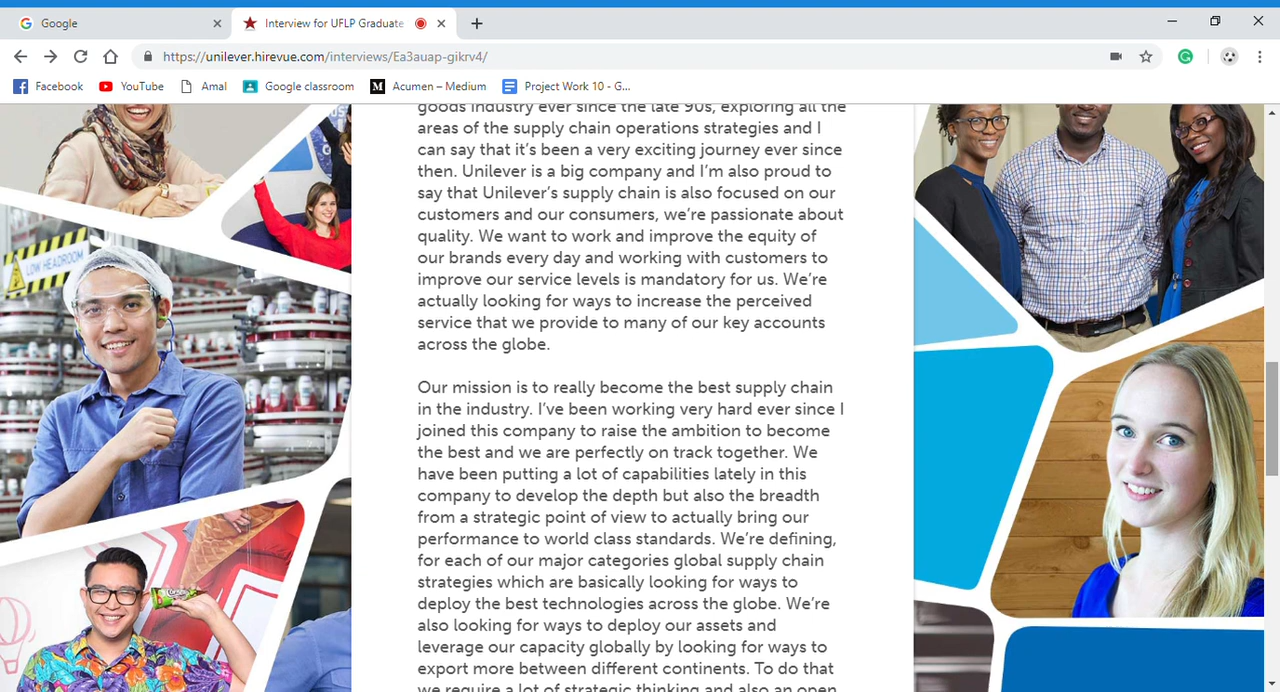 Google
Interview for UFLP Graduate
https://unilever.hirevue.com/interviews/Ea3auap-gikrv4/
Facebook
YouTube
Amal
Google classroom
Acumen – Medium
Project Work 10 - G...
goods industry ever since the late 90s, exploring all the
areas of the supply chain operations strategies and I
can say that it’s been a very exciting journey ever since
then. Unilever is a big company and I’m also proud to
say that Unilever’s supply chain is also focused on our
customers and our consumers, we’re passionate about
quality. We want to work and improve the equity of
our brands every day and working with customers to
improve our service levels is mandatory for us. We’re
actually looking for ways to increase the perceived
service that we provide to many of our key accounts
across the globe.
Our mission is to really become the best supply chain
in the industry. I’ve been working very hard ever since I
joined this company to raise the ambition to become
the best and we are perfectly on track together. We
have been putting a lot of capabilities lately in this
company to develop the depth but also the breadth
from a strategic point of view to actually bring our
performance to world class standards. We’re defining,
for each of our major categories global supply chain
strategies which are basically looking for ways to
deploy the best technologies across the globe. We’re
also looking for ways to deploy our assets and
leverage our capacity globally by looking for ways to
export more between different continents. To do that
we require a lot of strategic thinking and also an open
LOW HEADROOM